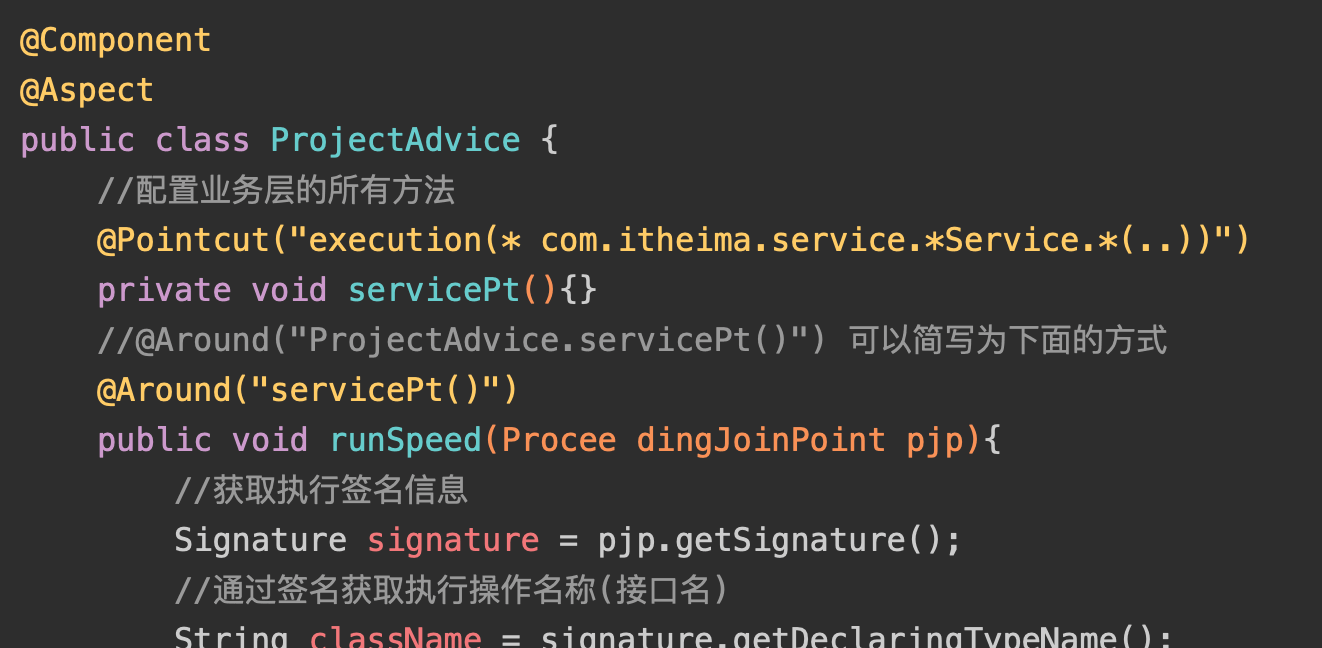 @Component
@Aspect
public class ProjectAdvice {
//配置业务层的所有方法
@Pointcut("execution(* com.itheima.service.*Service.*(..))")
private void servicePt(){}
//@Around("ProjectAdvice.servicePt()") 可以简写为下面的方式
@Around("servicePt()")
public void runSpeed(Procee dingJoinPoint pjp){
//获取执行签名信息
Signature signature = pjp.getSignature();
//通过签名获取执行操作名称(接口名)
String className = signature.getDeclaringTypeName();